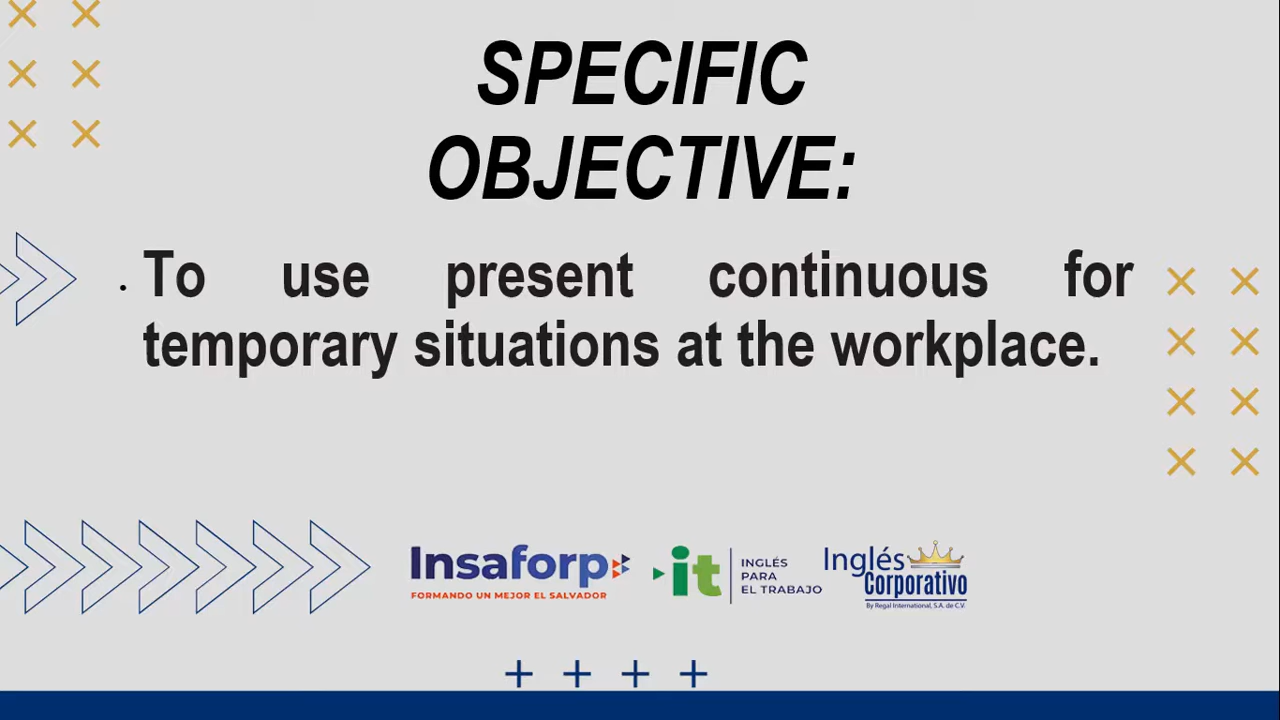 SPECIFIC
OBJECTIVE:
• To use present continuous for
temporary situations at the workplace.
Insaforp
FORMANDO UN MEJOR EL SALVADOR
it
INGLÉS
PARA
EL TRABAJO
Inglés
Corporativo
By Regal International, S.A. de C.V.